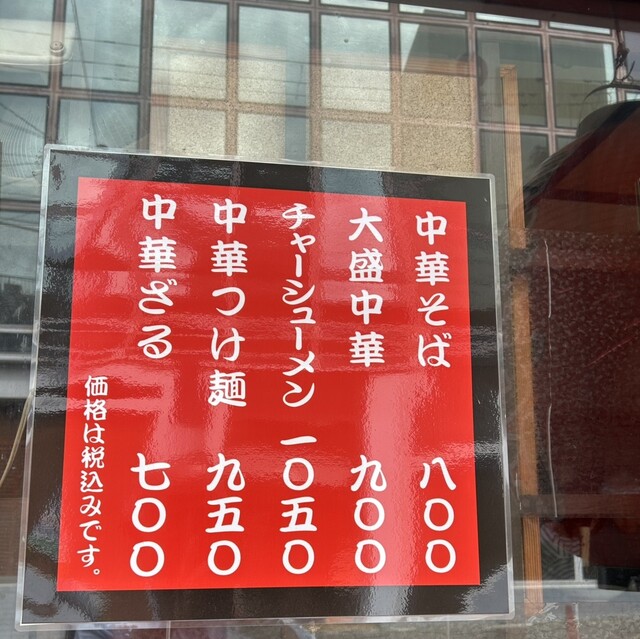 中華そば 八〇〇
大盛中華 九〇〇
チャーシューメン 一〇五〇
中華つけ麺 九五〇
中華ざる 七〇〇
価格は税込みです。